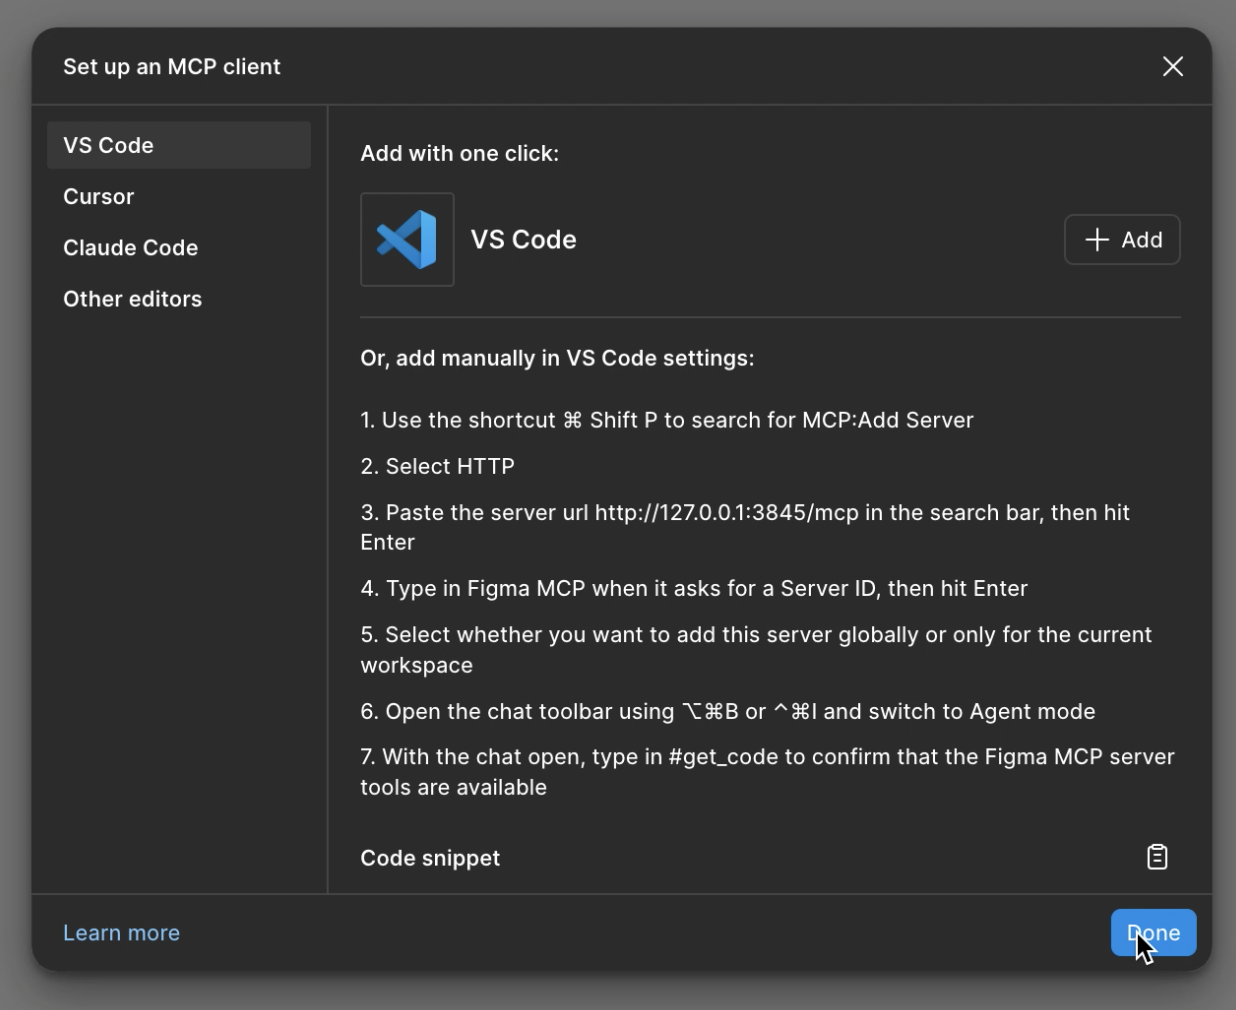 Set up an MCP client
VS Code
Cursor
Claude Code
Other editors
Add with one click:
VS Code
Add
Or, add manually in VS Code settings:
1. Use the shortcut ⌘ Shift P to search for MCP:Add Server
2. Select HTTP
3. Paste the server url http://127.0.0.1:3845/mcp in the search bar, then hit
Enter
4. Type in Figma MCP when it asks for a Server ID, then hit Enter
5. Select whether you want to add this server globally or only for the current
workspace
6. Open the chat toolbar using ⌥⌘B or ^⌘I and switch to Agent mode
7. With the chat open, type in #get_code to confirm that the Figma MCP server
tools are available
Code snippet
Learn more
Done